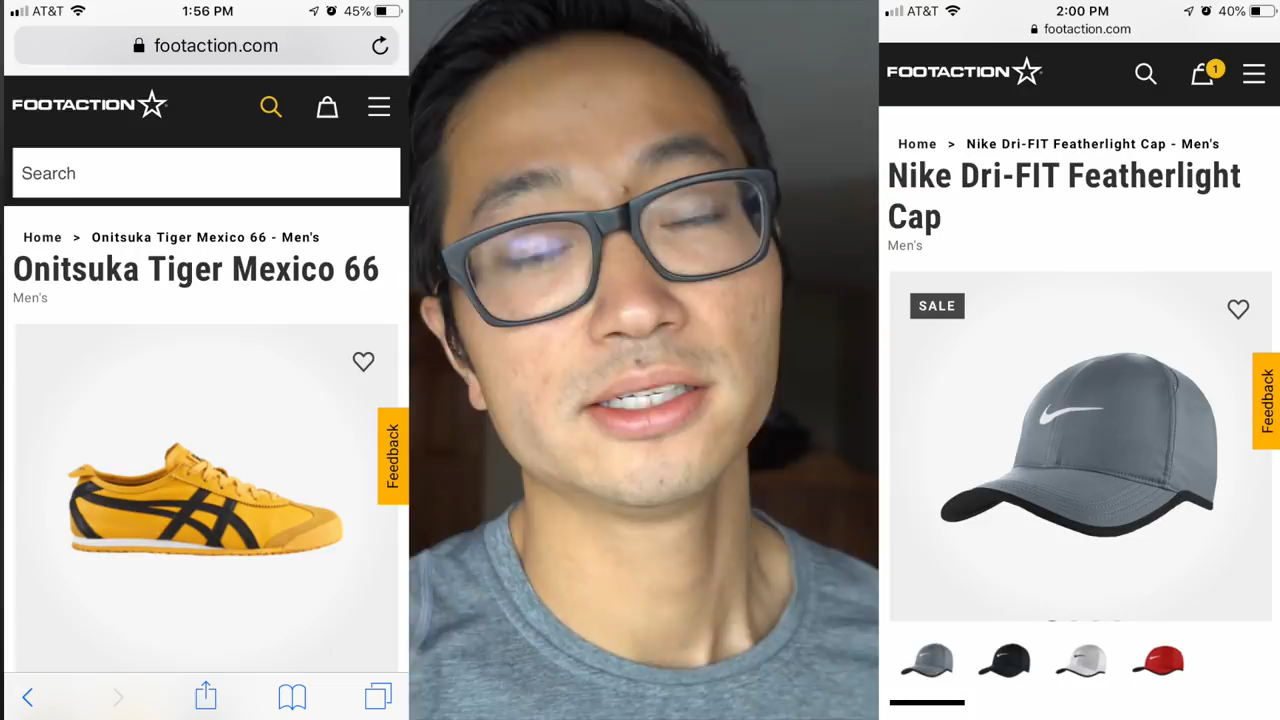 AT&T 1:56 PM 45%
footaction.com
FOOTACTION
Search
Home > Onitsuka Tiger Mexico 66 - Men's
Onitsuka Tiger Mexico 66
Men's
Feedback
AT&T 2:00 PM 40%
footaction.com
FOOTACTION
1
Home > Nike Dri-FIT Featherlight Cap - Men's
Nike Dri-FIT Featherlight
Cap
Men's
SALE
Feedback